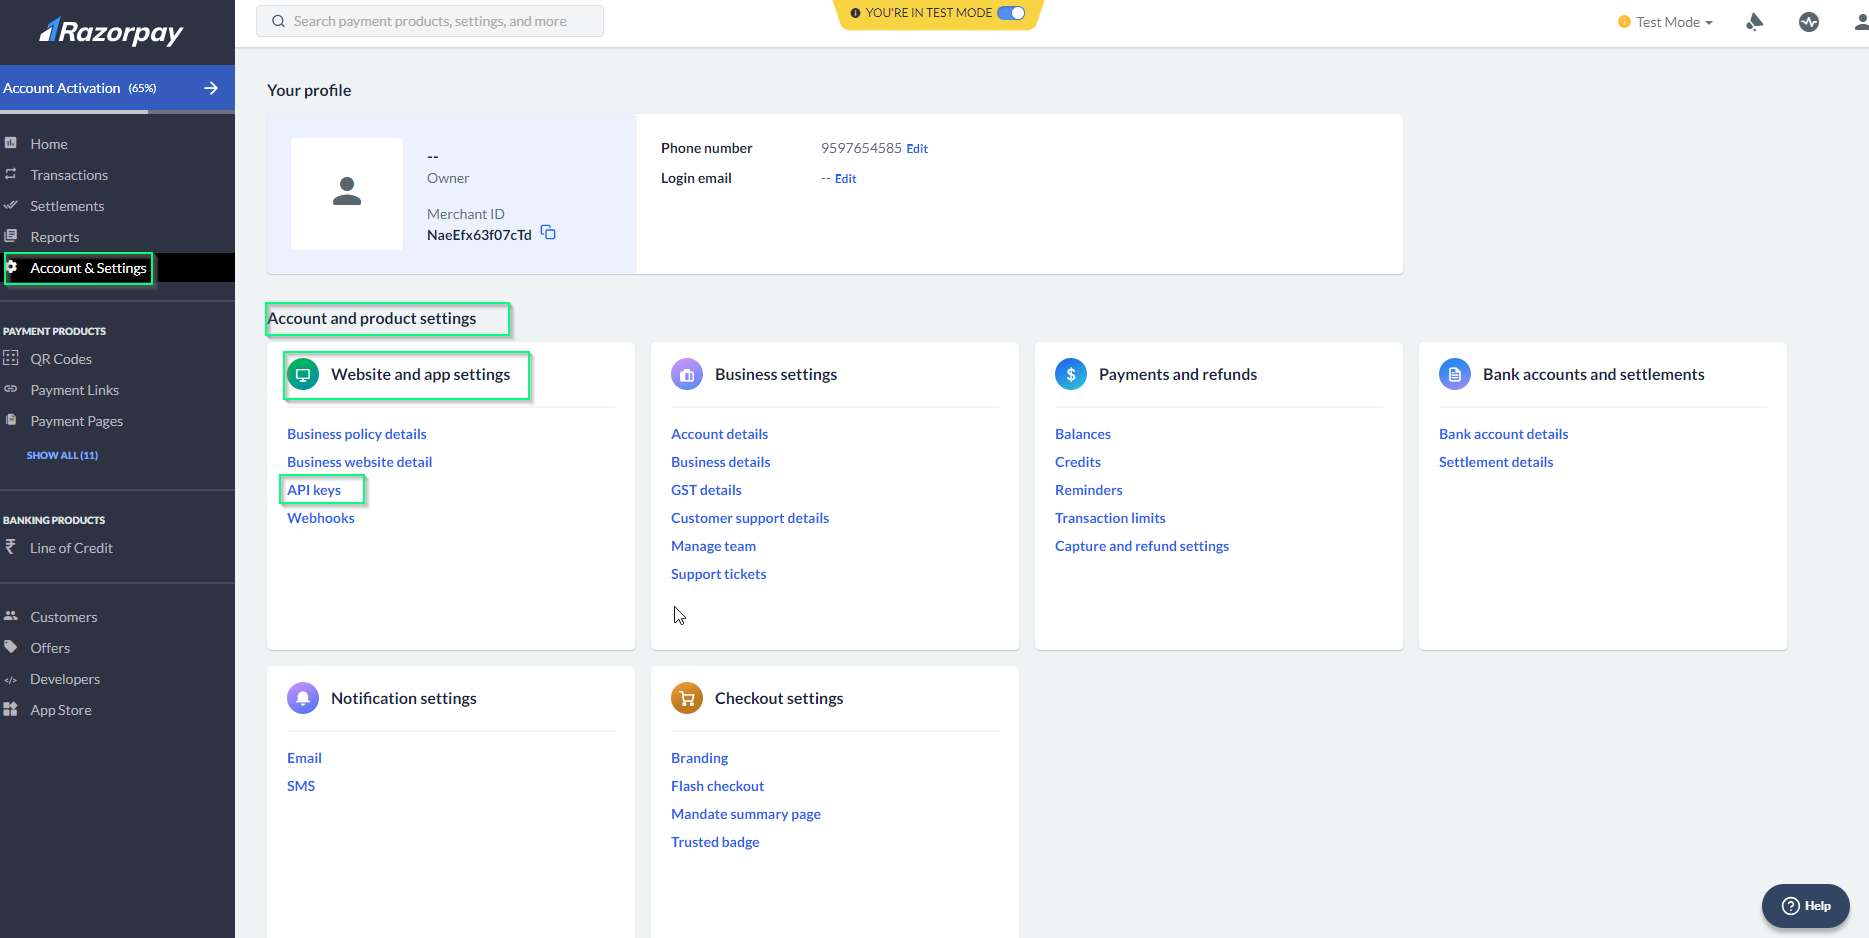 Razorpay
Search payment products, settings, and more
YOU'RE IN TEST MODE
Test Mode
Account Activation (65%)
Home
Transactions
Settlements
Reports
Account & Settings
PAYMENT PRODUCTS
QR Codes
Payment Links
Payment Pages
SHOW ALL (11)
BANKING PRODUCTS
Line of Credit
Customers
Offers
Developers
App Store
Your profile
--
Owner
Merchant ID
NaeEfx63f07cTd
Phone number 9597654585 Edit
Login email -- Edit
Account and product settings
Website and app settings
Business policy details
Business website detail
API keys
Webhooks
Business settings
Account details
Business details
GST details
Customer support details
Manage team
Support tickets
Payments and refunds
Balances
Credits
Reminders
Transaction limits
Capture and refund settings
Bank accounts and settlements
Bank account details
Settlement details
Notification settings
Email
SMS
Checkout settings
Branding
Flash checkout
Mandate summary page
Trusted badge
Help